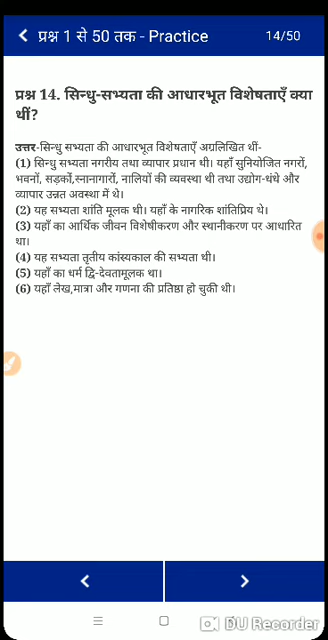 प्रश्न 1 से 50 तक - Practice
14/50
प्रश्न 14. सिन्धु-सभ्यता की आधारभूत विशेषताएँ क्या
थीं?
उत्तर-सिन्धु सभ्यता की आधारभूत विशेषताएँ अग्रलिखित थीं-
(1) सिन्धु सभ्यता नगरीय तथा व्यापार प्रधान थी। यहाँ सुनियोजित नगरों,
भवनों, सड़कों,स्नानागारों, नालियों की व्यवस्था थी तथा उद्योग-धंधे और
व्यापार उन्नत अवस्था में थे।
(2) यह सभ्यता शांति मूलक थी। यहाँ के नागरिक शांतिप्रिय थे।
(3) यहाँ का आर्थिक जीवन विशेषीकरण और स्थानीकरण पर आधारित
था।
(4) यह सभ्यता तृतीय कांस्यकाल की सभ्यता थी।
(5) यहाँ का धर्म द्वि-देवतामूलक था।
(6) यहाँ लेख,मात्रा और गणना की प्रतिष्ठा हो चुकी थी।
DU Recorder